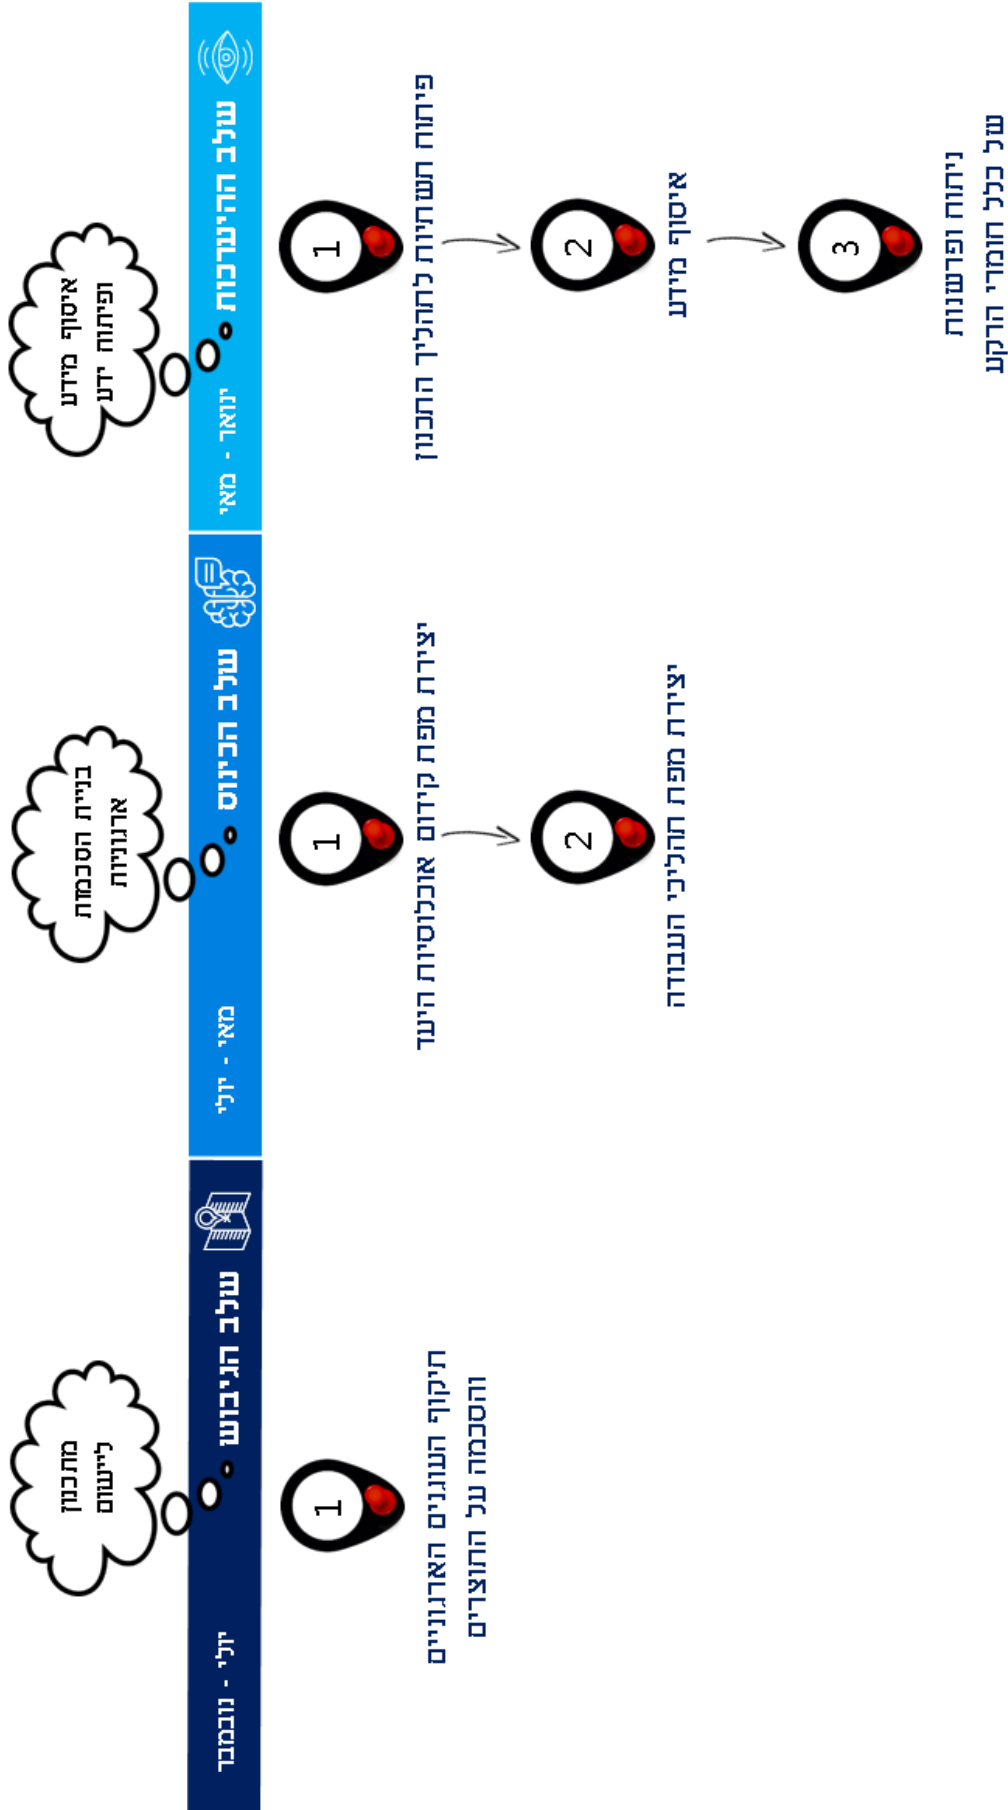 איסוף מידע
ופיתוח ידע
שלב ההיערכות
ינואר - מאי
1
פיתוח תשתיות לתהליך התכנון
2
איסוף מידע
3
ניתוח ופרשנות
של כלל חומרי הרקע
בניית הסכמות
ארגוניות
שלב הכינוס
מאי - יולי
1
יצירת מפת קידום אוכלוסיות היעד
2
יצירת מפת תהליכי העבודה
מתכנון
ליישום
שלב הגיבוש
יולי - נובמבר
1
תיקוף העוגנים הארגוניים
והסכמה על התוצרים